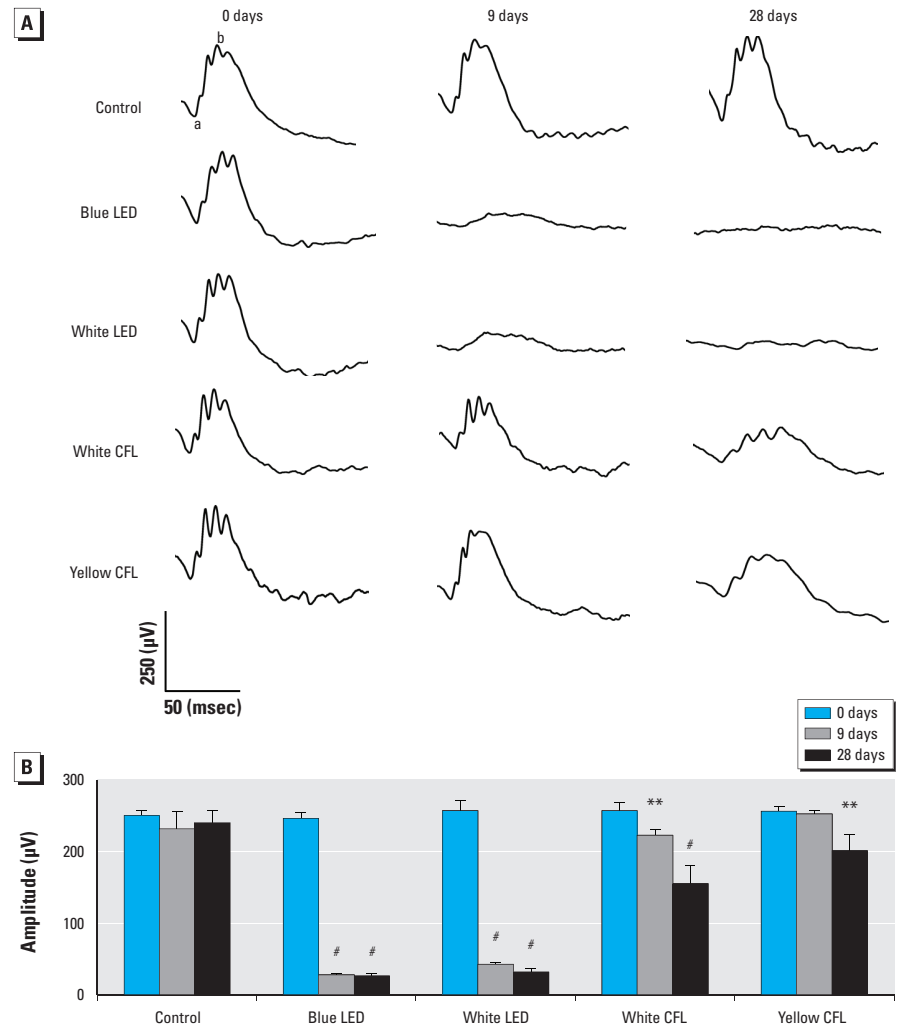 A
0 days 9 days 28 days
b
Control
a
Blue LED
White LED
White CFL
Yellow CFL
250 (µV)
50 (msec)
0 days
9 days
28 days
B
300
200
100
0
Amplitude (µV)
# #
# #
** #
**
Control Blue LED White LED White CFL Yellow CFL